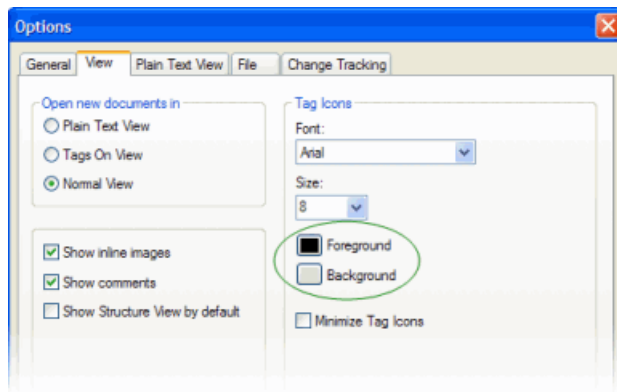 Options
General View Plain Text View File Change Tracking
Open new documents in
Plain Text View
Tags On View
Normal View
Show inline images
Show comments
Show Structure View by default
Tag Icons
Font:
Arial
Size:
8
Foreground
Background
Minimize Tag Icons